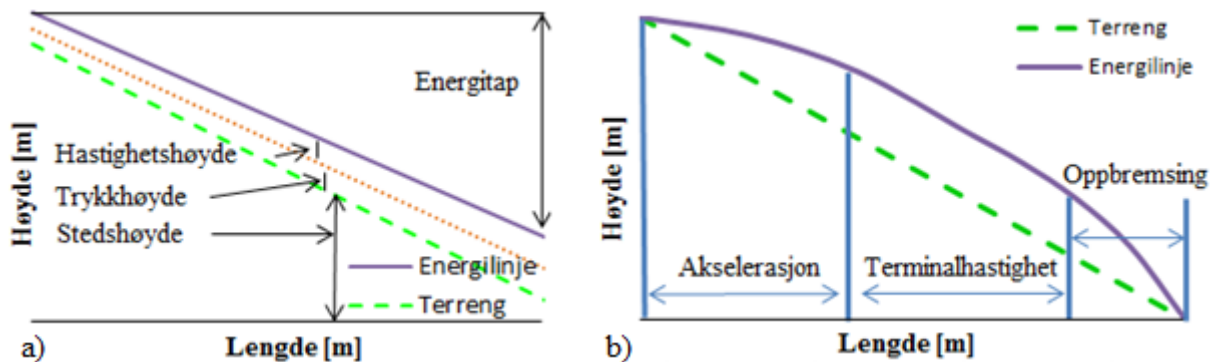 Energitap
Høyde [m]
Hastighetshøyde
Trykkhøyde
Stedshøyde
Energilinje
Terreng
Lengde [m]
a)
Terreng
Energilinje
Høyde [m]
Oppbremsing
Akselerasjon
Terminalhastighet
Lengde [m]
b)